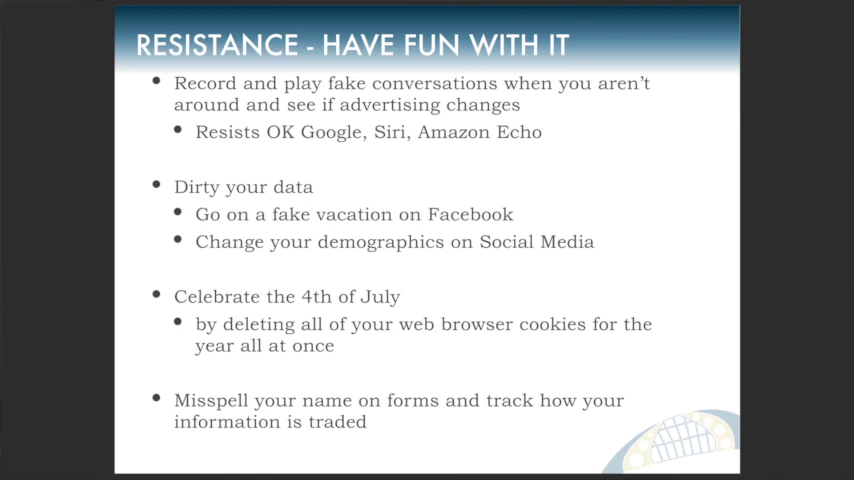 RESISTANCE - HAVE FUN WITH IT
• Record and play fake conversations when you aren't
around and see if advertising changes
• Resists OK Google, Siri, Amazon Echo
• Dirty your data
• Go on a fake vacation on Facebook
• Change your demographics on Social Media
• Celebrate the 4th of July
• by deleting all of your web browser cookies for the
year all at once
• Misspell your name on forms and track how your
information is traded